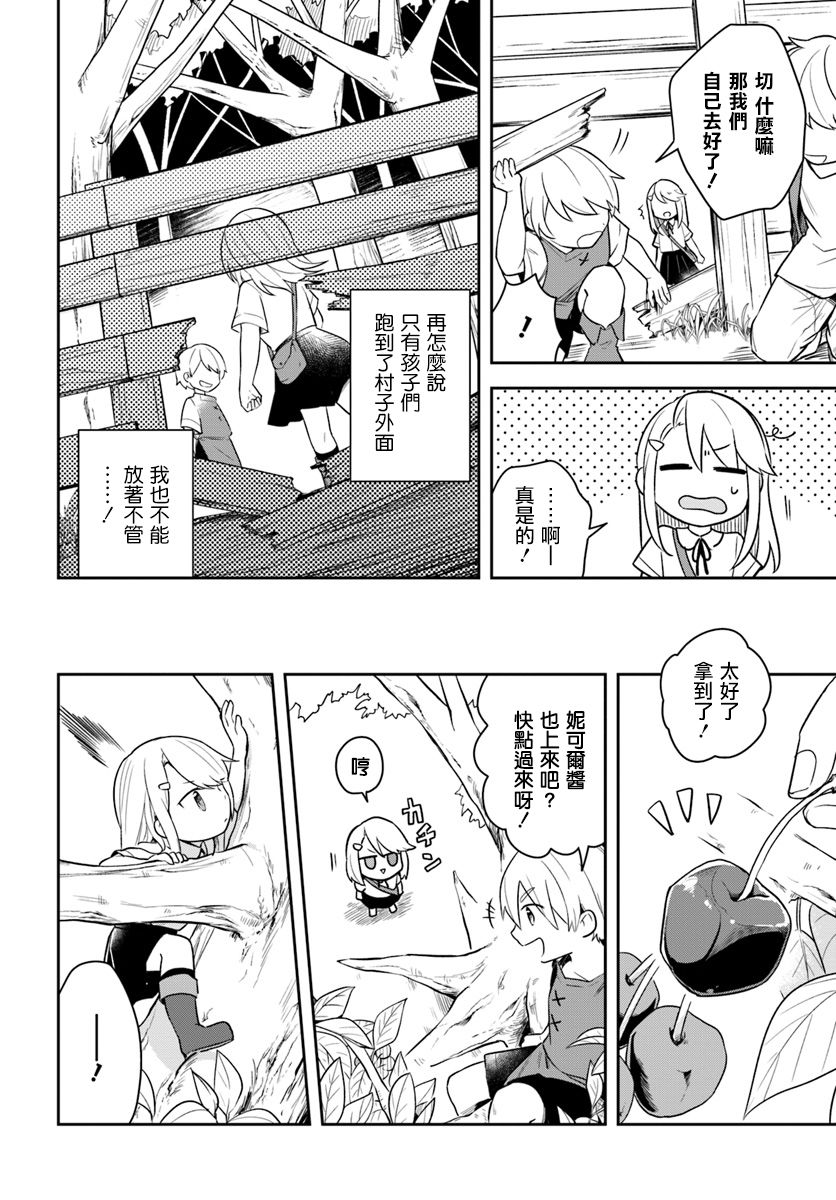 切 什麼嘛
那我們
自己去好了！
！
……啊─
真是的！
再怎麼說
只有孩子們
跑到了村子外面
我也不能
放著不管
……！
太好了
拿到了！
妮可爾醬
也上來吧？
快點過來呀！
哼
カチン
──！